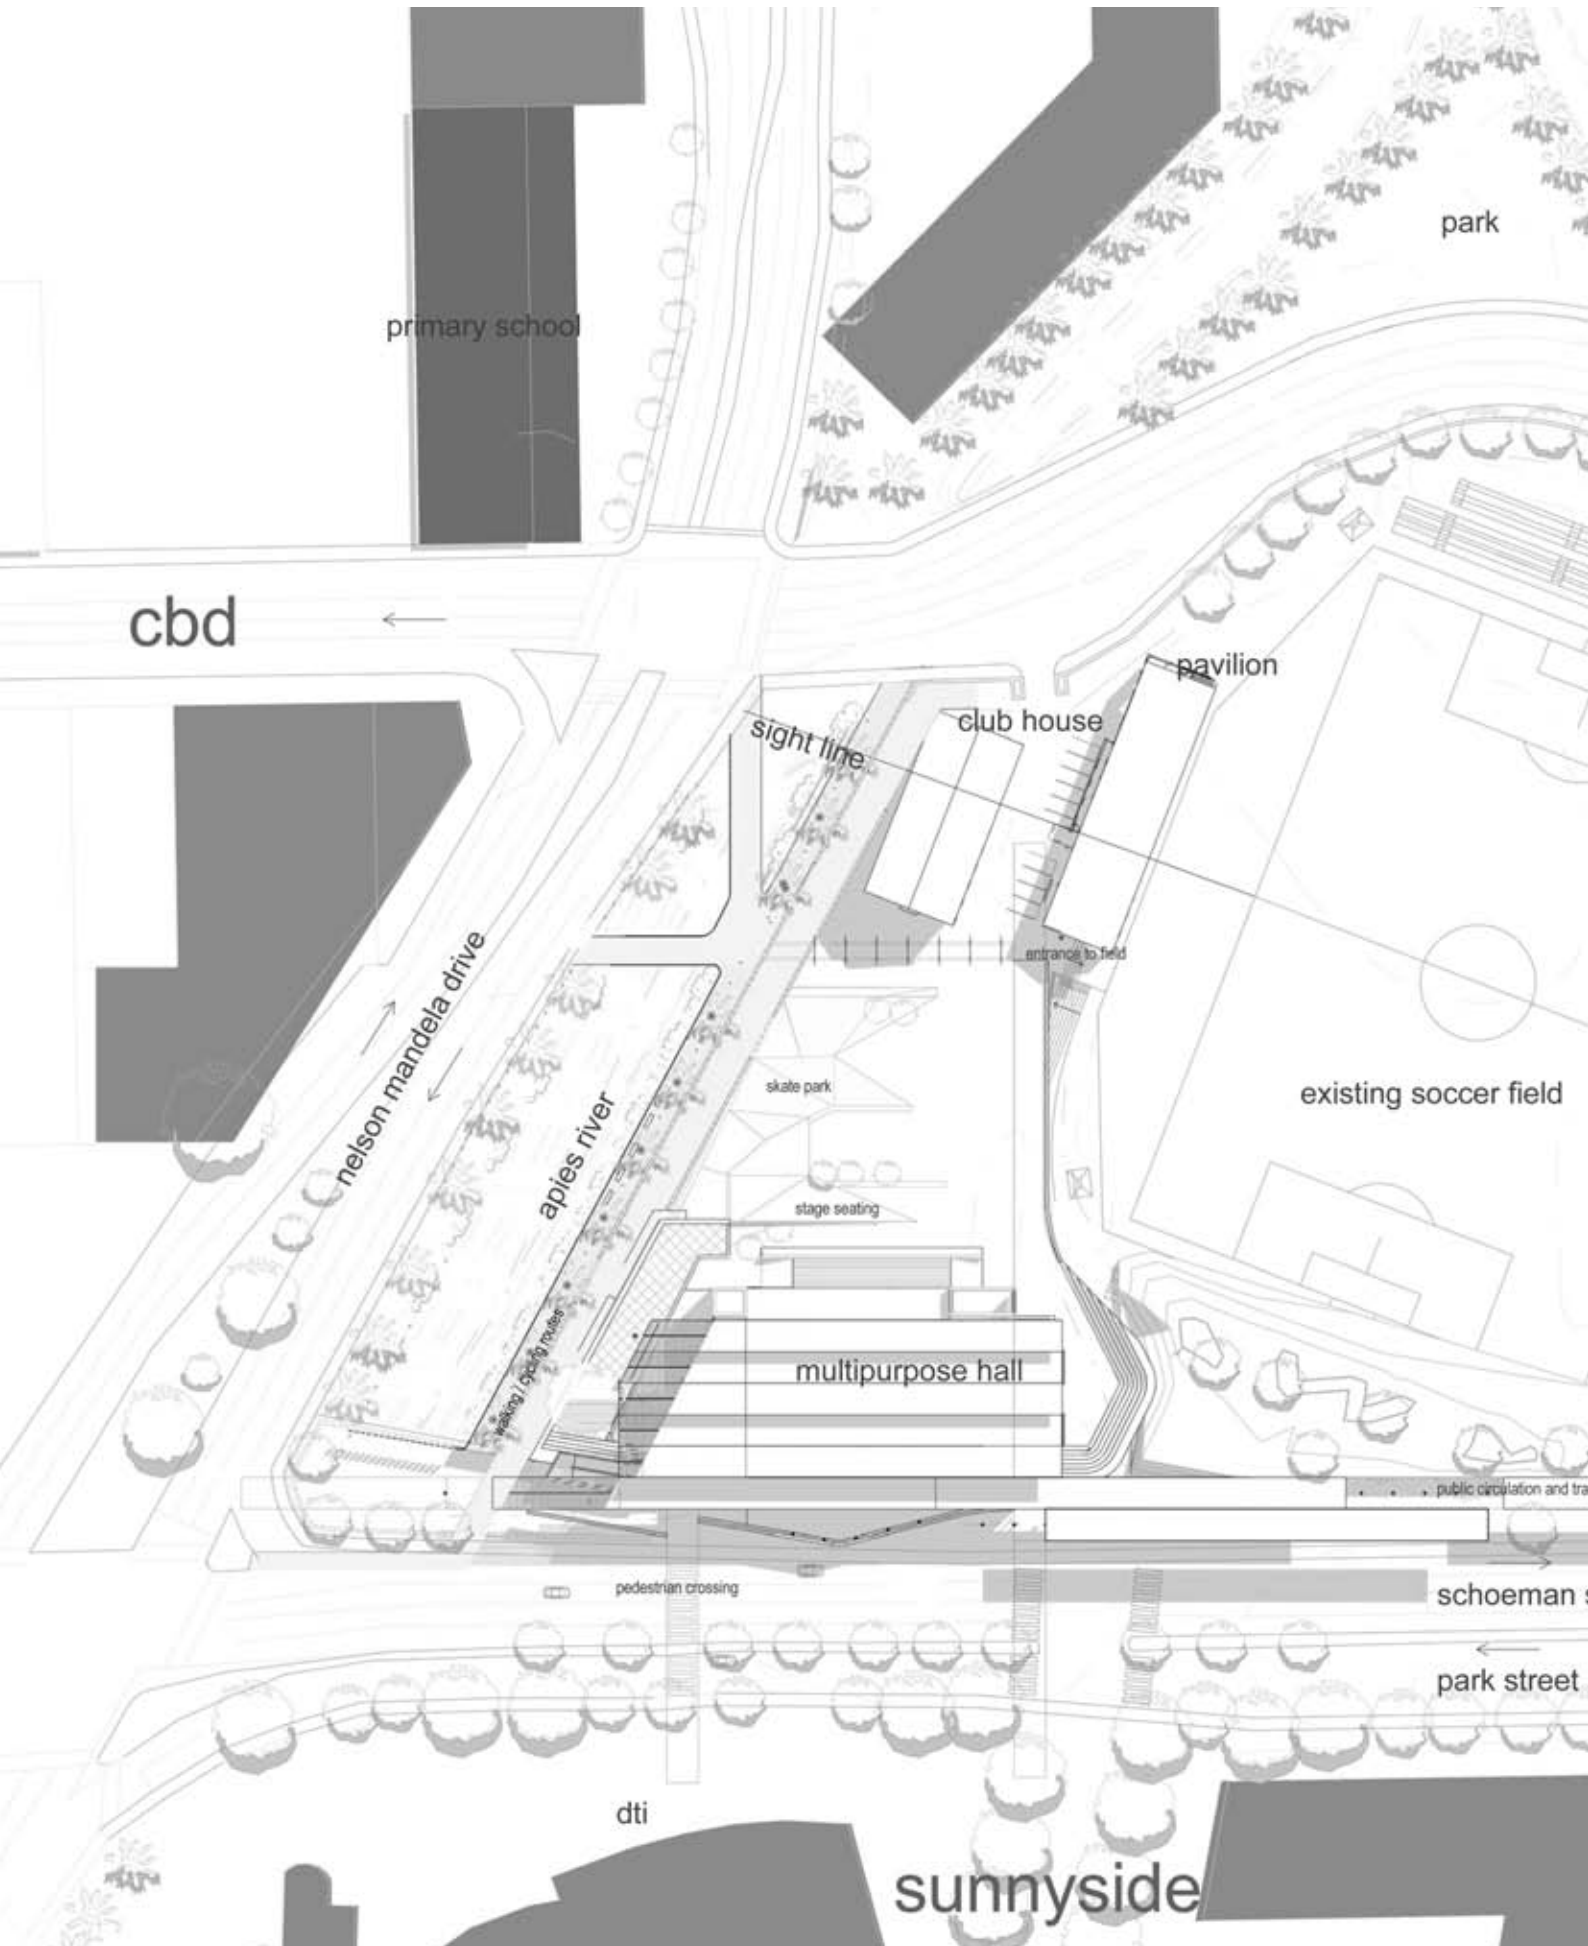 park
primary school
cbd
pavilion
club house
sight line
entrance to field
nelson mandela drive
skate park
existing soccer field
apies river
stage seating
walking / cycling routes
multipurpose hall
public circulation and tra
pedestrian crossing
schoeman s
park street
dti
sunnyside